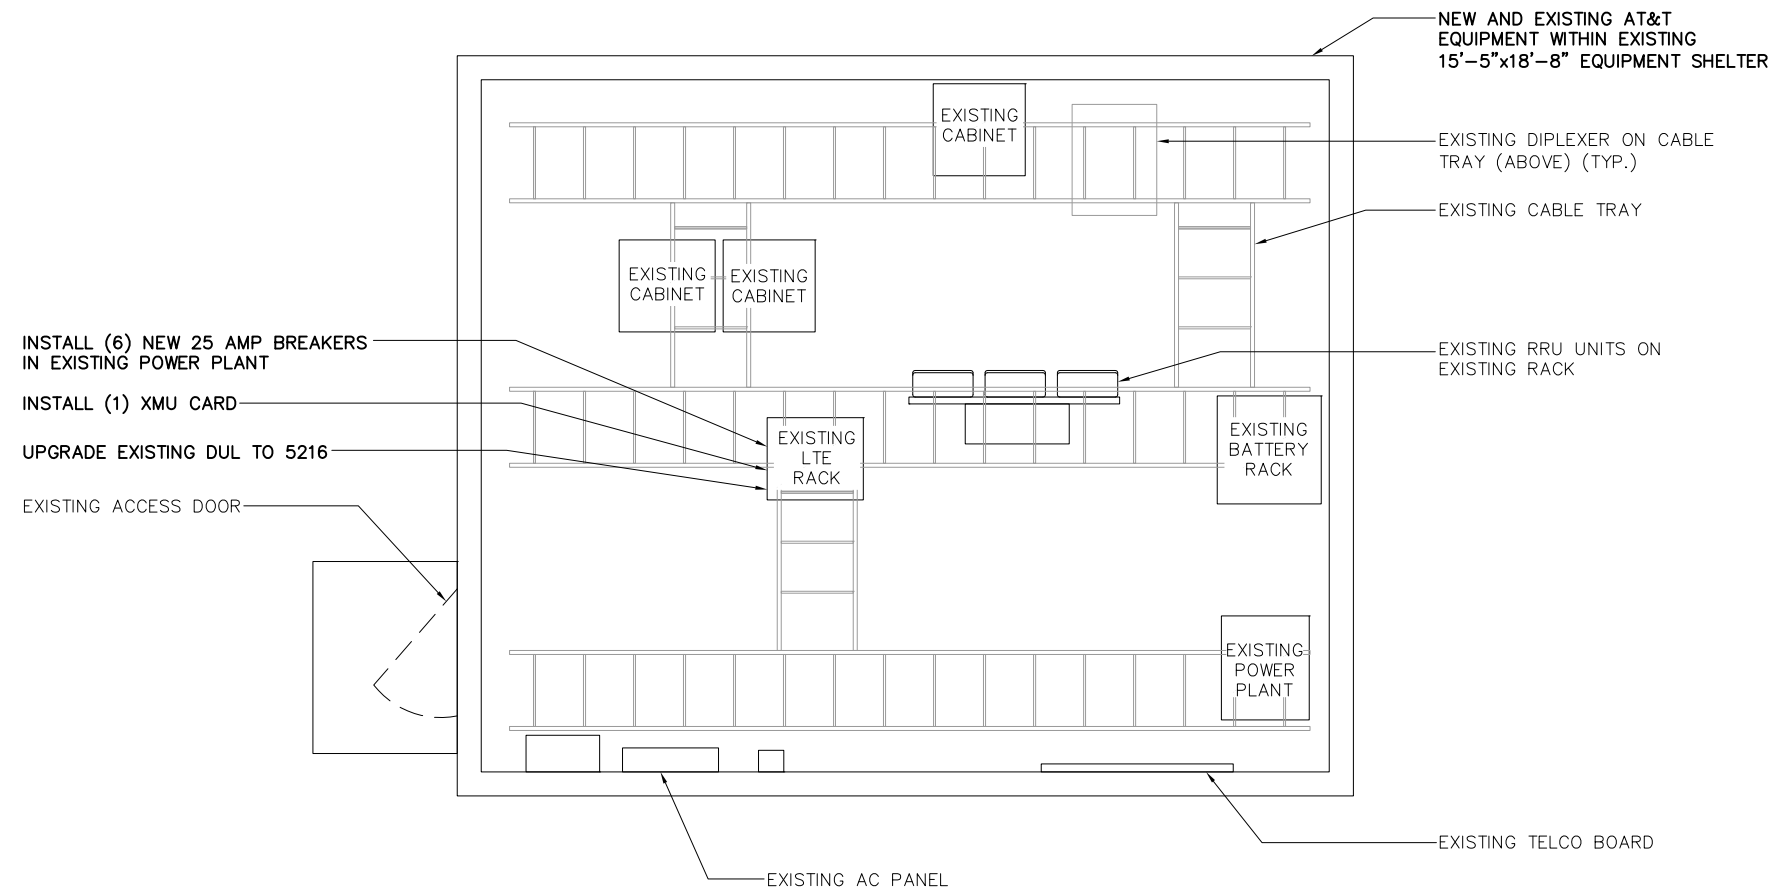 NEW AND EXISTING AT&T
EQUIPMENT WITHIN EXISTING
15'-5"x18'-8" EQUIPMENT SHELTER
EXISTING
CABINET
EXISTING DIPLEXER ON CABLE
TRAY (ABOVE) (TYP.)
EXISTING CABLE TRAY
EXISTING
CABINET
EXISTING
CABINET
INSTALL (6) NEW 25 AMP BREAKERS
IN EXISTING POWER PLANT
EXISTING RRU UNITS ON
EXISTING RACK
INSTALL (1) XMU CARD
UPGRADE EXISTING DUL TO 5216
EXISTING
LTE
RACK
EXISTING
BATTERY
RACK
EXISTING ACCESS DOOR
EXISTING
POWER
PLANT
EXISTING TELCO BOARD
EXISTING AC PANEL